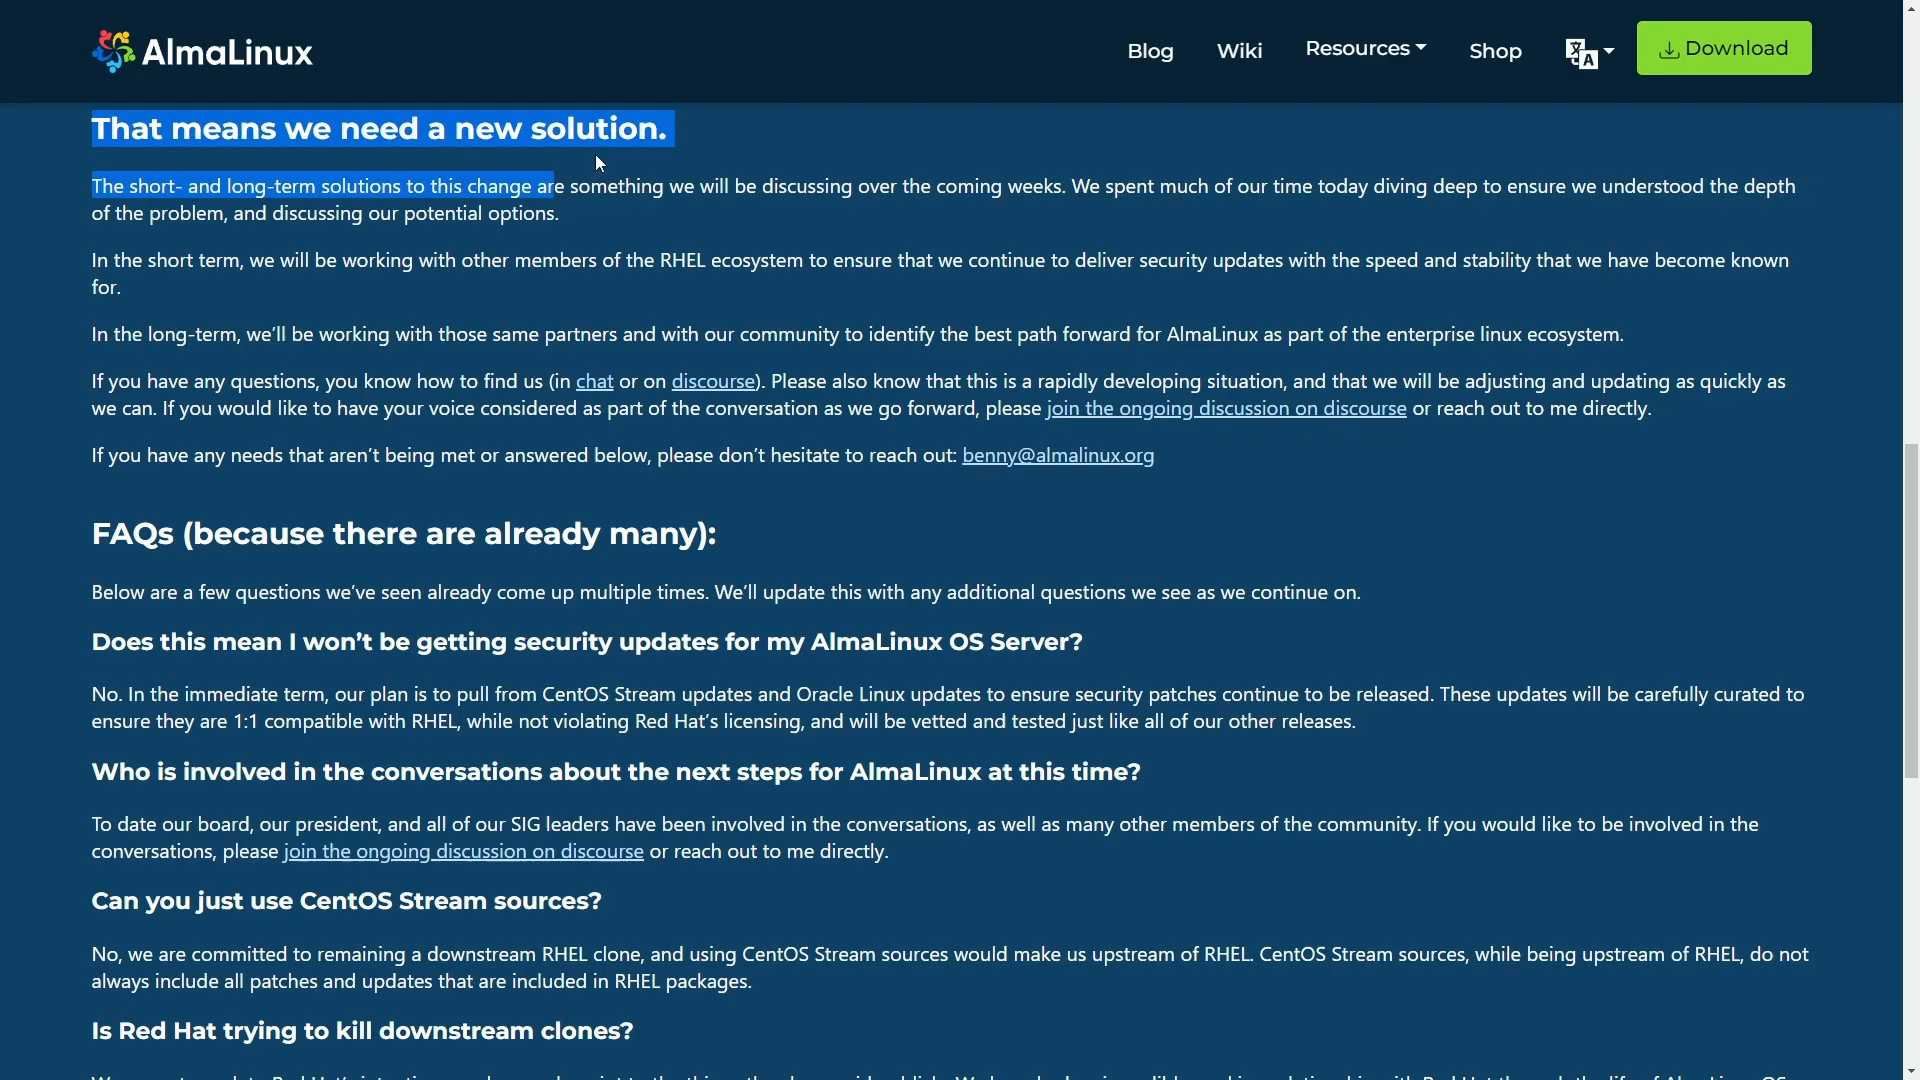 AlmaLinux
Blog Wiki Resources Shop Download
That means we need a new solution.
The short- and long-term solutions to this change are something we will be discussing over the coming weeks. We spent much of our time today diving deep to ensure we understood the depth
of the problem, and discussing our potential options.
In the short term, we will be working with other members of the RHEL ecosystem to ensure that we continue to deliver security updates with the speed and stability that we have become known
for.
In the long-term, we’ll be working with those same partners and with our community to identify the best path forward for AlmaLinux as part of the enterprise linux ecosystem.
If you have any questions, you know how to find us (in chat or on discourse). Please also know that this is a rapidly developing situation, and that we will be adjusting and updating as quickly as
we can. If you would like to have your voice considered as part of the conversation as we go forward, please join the ongoing discussion on discourse or reach out to me directly.
If you have any needs that aren’t being met or answered below, please don’t hesitate to reach out: benny@almalinux.org
FAQs (because there are already many):
Below are a few questions we’ve seen already come up multiple times. We’ll update this with any additional questions we see as we continue on.
Does this mean I won’t be getting security updates for my AlmaLinux OS Server?
No. In the immediate term, our plan is to pull from CentOS Stream updates and Oracle Linux updates to ensure security patches continue to be released. These updates will be carefully curated to
ensure they are 1:1 compatible with RHEL, while not violating Red Hat’s licensing, and will be vetted and tested just like all of our other releases.
Who is involved in the conversations about the next steps for AlmaLinux at this time?
To date our board, our president, and all of our SIG leaders have been involved in the conversations, as well as many other members of the community. If you would like to be involved in the
conversations, please join the ongoing discussion on discourse or reach out to me directly.
Can you just use CentOS Stream sources?
No, we are committed to remaining a downstream RHEL clone, and using CentOS Stream sources would make us upstream of RHEL. CentOS Stream sources, while being upstream of RHEL, do not
always include all patches and updates that are included in RHEL packages.
Is Red Hat trying to kill downstream clones?